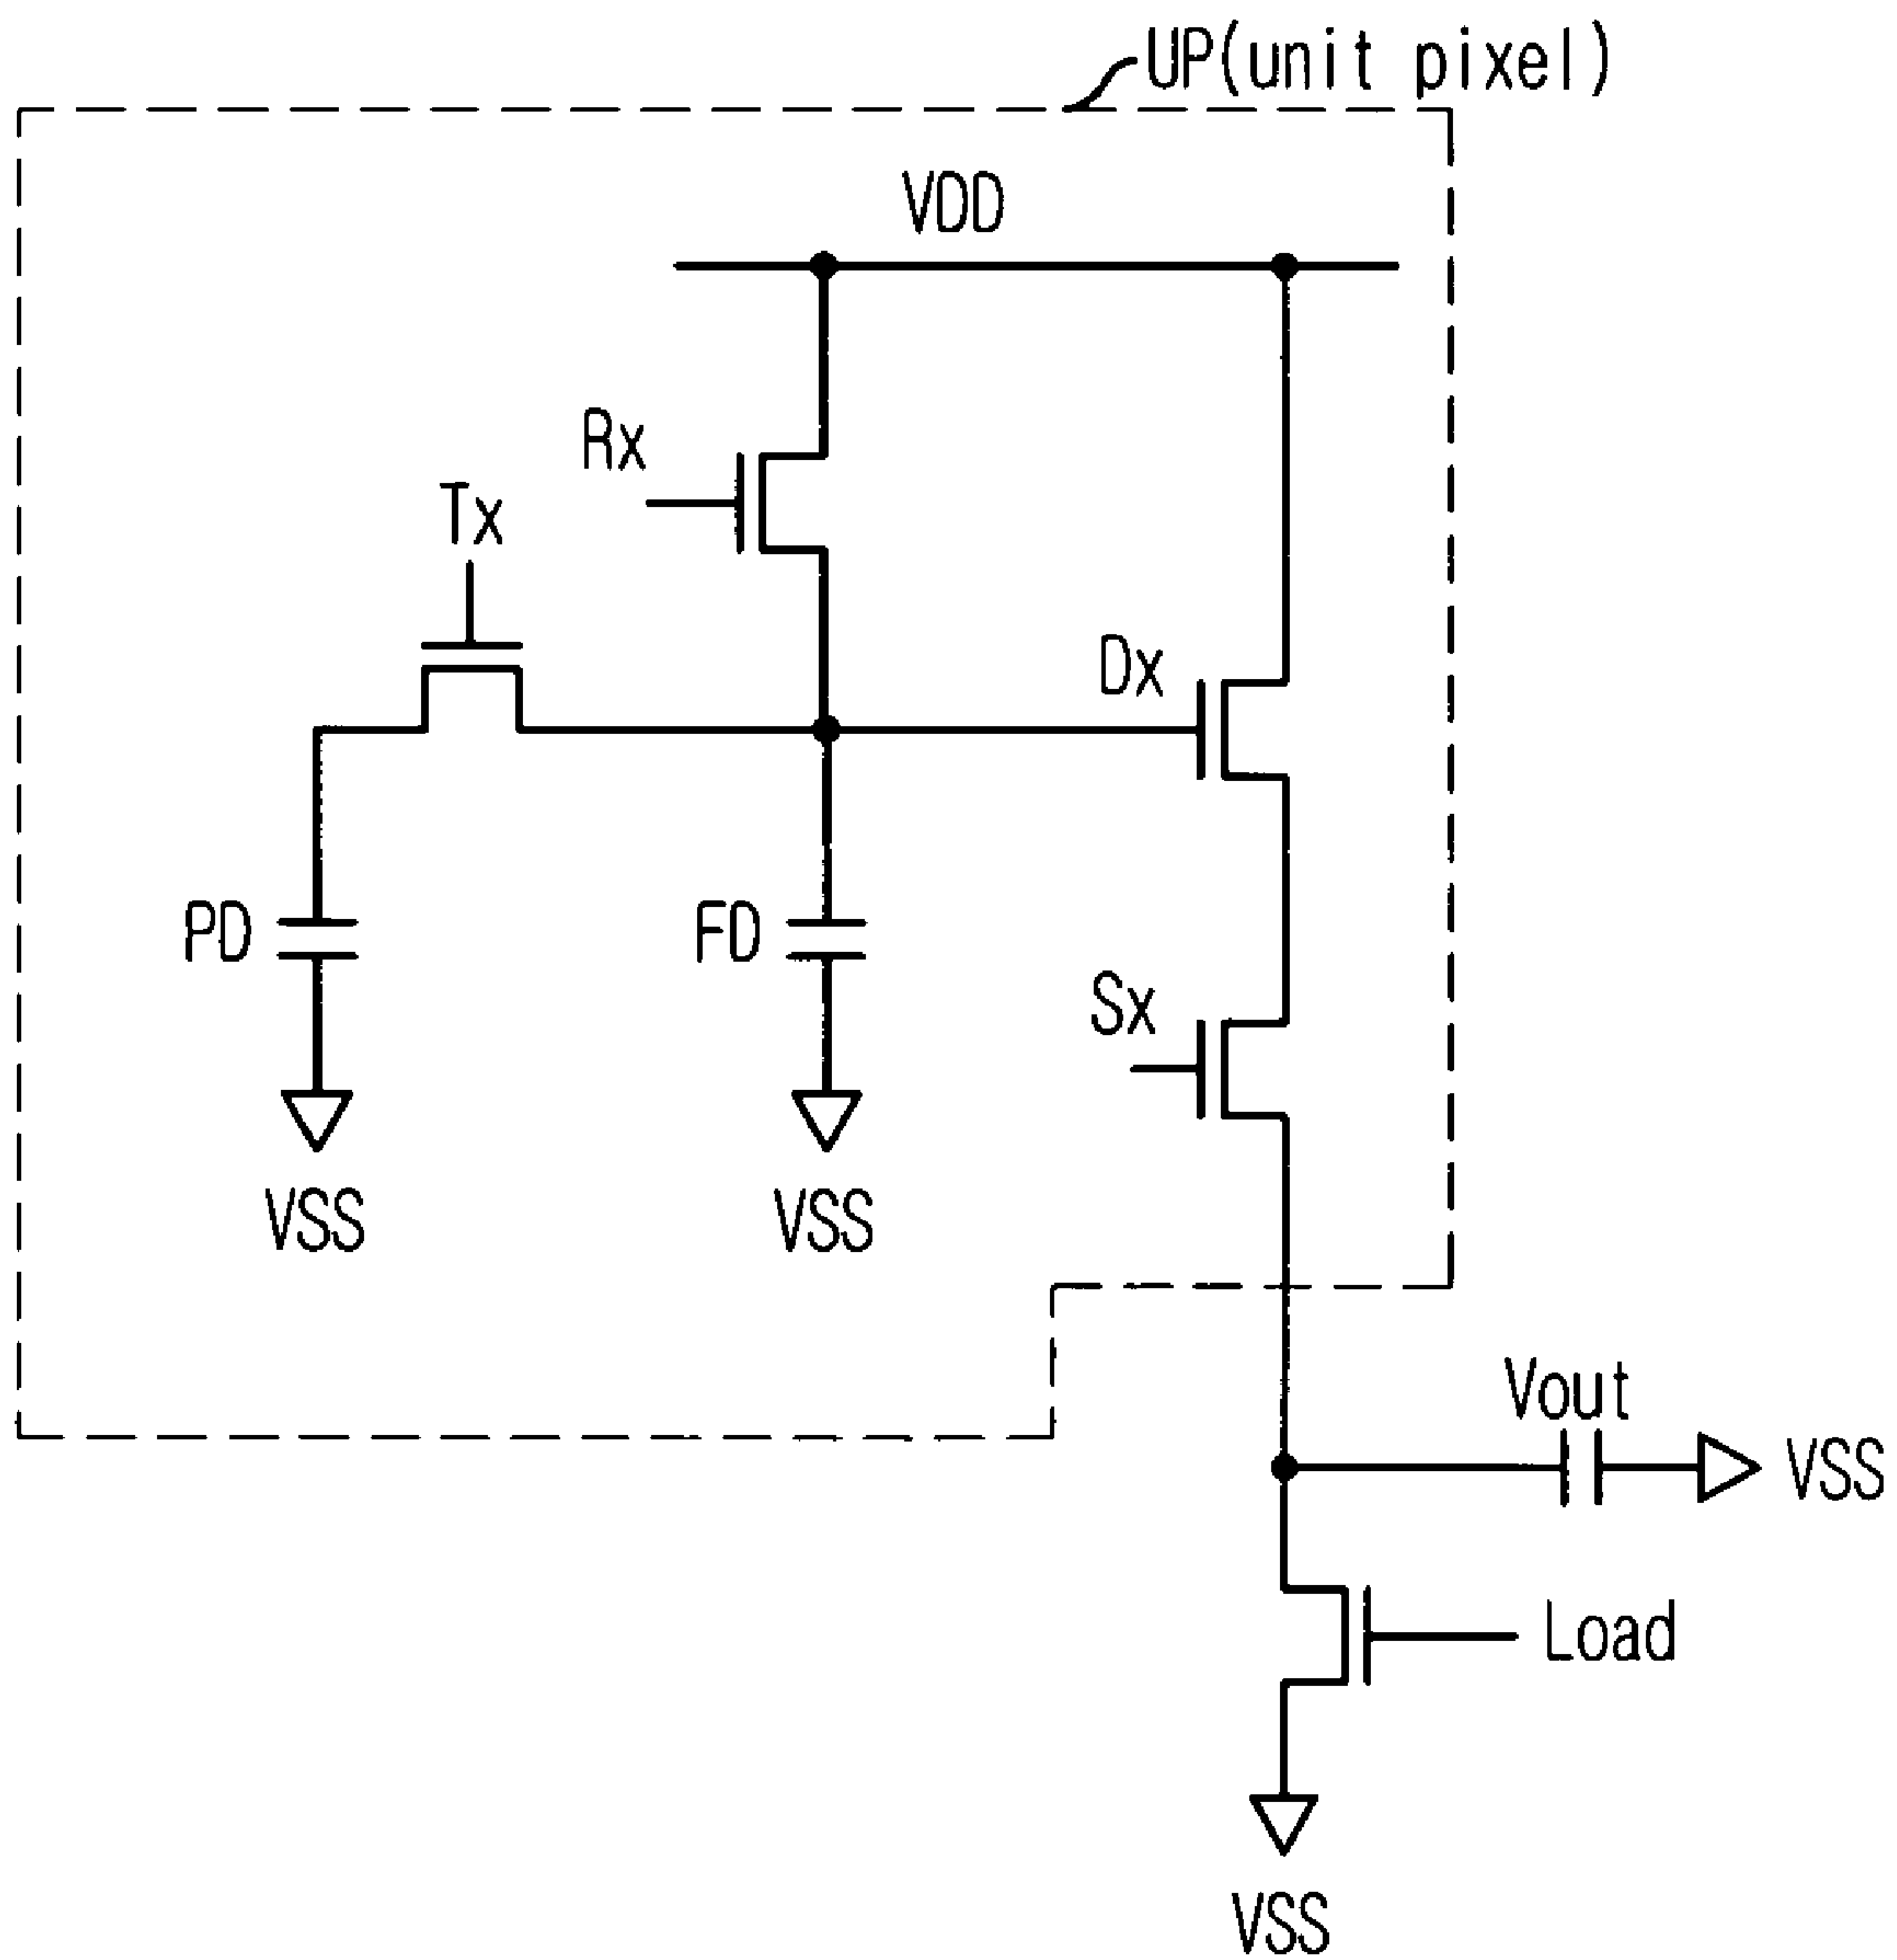 UP(unit pixel)
VDD
Rx
Tx
Dx
PD
FD
Sx
VSS
VSS
Vout
VSS
Load
VSS